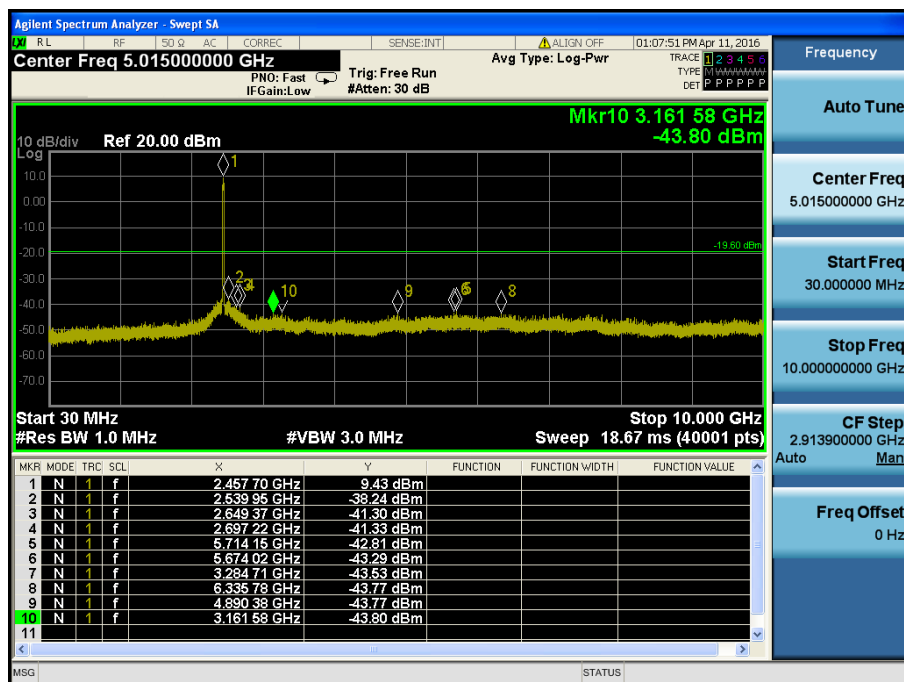 Agilent Spectrum Analyzer - Swept SA
LXI RL RF 50 Ω AC CORREC SENSE:INT ALIGN OFF 01:07:51 PM Apr 11, 2016
Center Freq 5.015000000 GHz
Avg Type: Log-Pwr
TRACE 1 2 3 4 5 6
PNO: Fast
Trig: Free Run
TYPE M WWWWW
IFGain:Low
#Atten: 30 dB
DET P P P P P P
Mkr10 3.161 58 GHz
-43.80 dBm
10 dB/div Ref 20.00 dBm
Log
10.0
0.00
-10.0
-20.0
-30.0
-40.0
-50.0
-60.0
-70.0
-19.60 dBm
1
2
3
4
10
9
6
5
8
Start 30 MHz Stop 10.000 GHz
#Res BW 1.0 MHz #VBW 3.0 MHz Sweep 18.67 ms (40001 pts)
MKR MODE TRC SCL X Y FUNCTION FUNCTION WIDTH FUNCTION VALUE
1 N 1 f 2.457 70 GHz 9.43 dBm
2 N 1 f 2.539 95 GHz -38.24 dBm
3 N 1 f 2.649 37 GHz -41.30 dBm
4 N 1 f 2.697 22 GHz -41.33 dBm
5 N 1 f 5.714 15 GHz -42.81 dBm
6 N 1 f 5.674 02 GHz -43.29 dBm
7 N 1 f 3.284 71 GHz -43.53 dBm
8 N 1 f 6.335 78 GHz -43.77 dBm
9 N 1 f 4.890 38 GHz -43.77 dBm
10 N 1 f 3.161 58 GHz -43.80 dBm
11
MSG STATUS
Frequency
Auto Tune
Center Freq
5.015000000 GHz
Start Freq
30.000000 MHz
Stop Freq
10.000000000 GHz
CF Step
2.913900000 GHz
Auto Man
Freq Offset
0 Hz